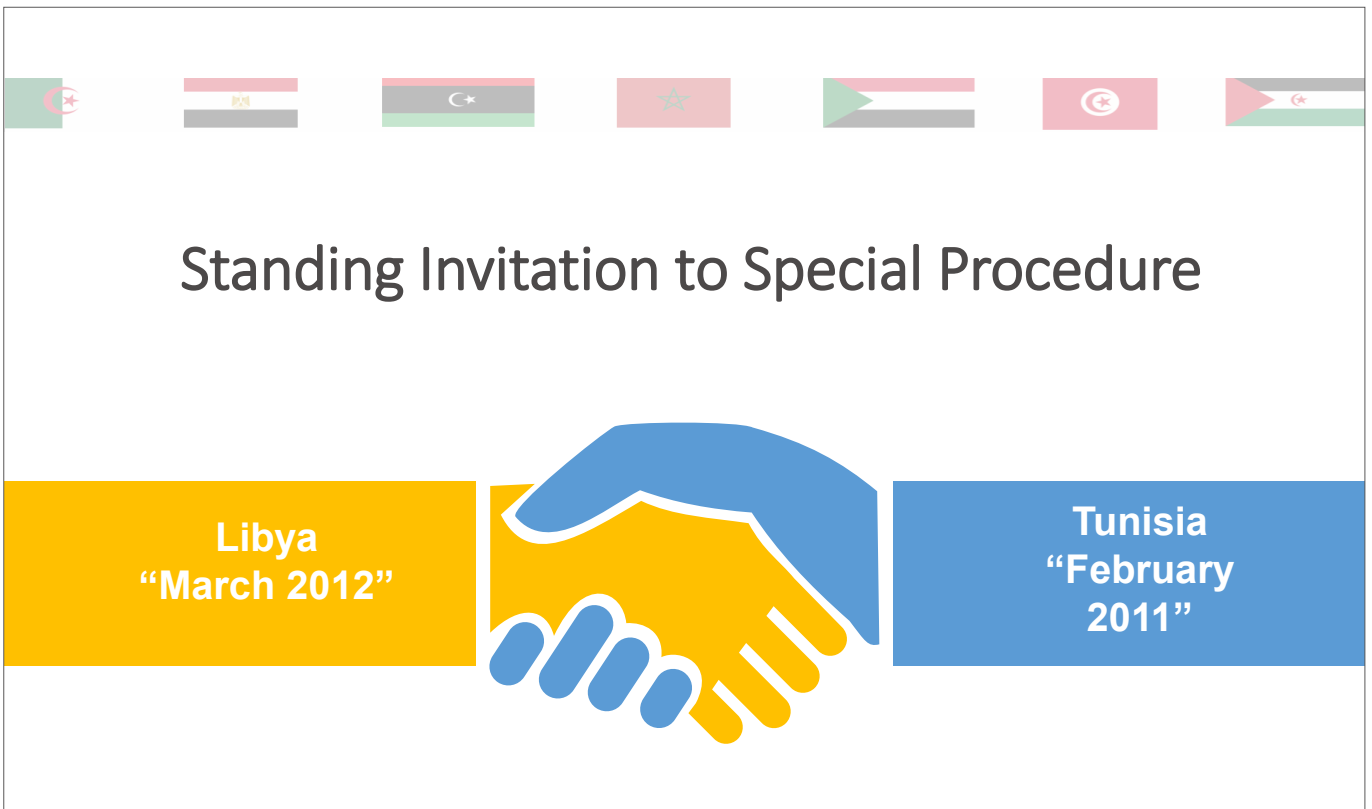 Standing Invitation to Special Procedure
Libya
“March 2012”
Tunisia
“February
2011”